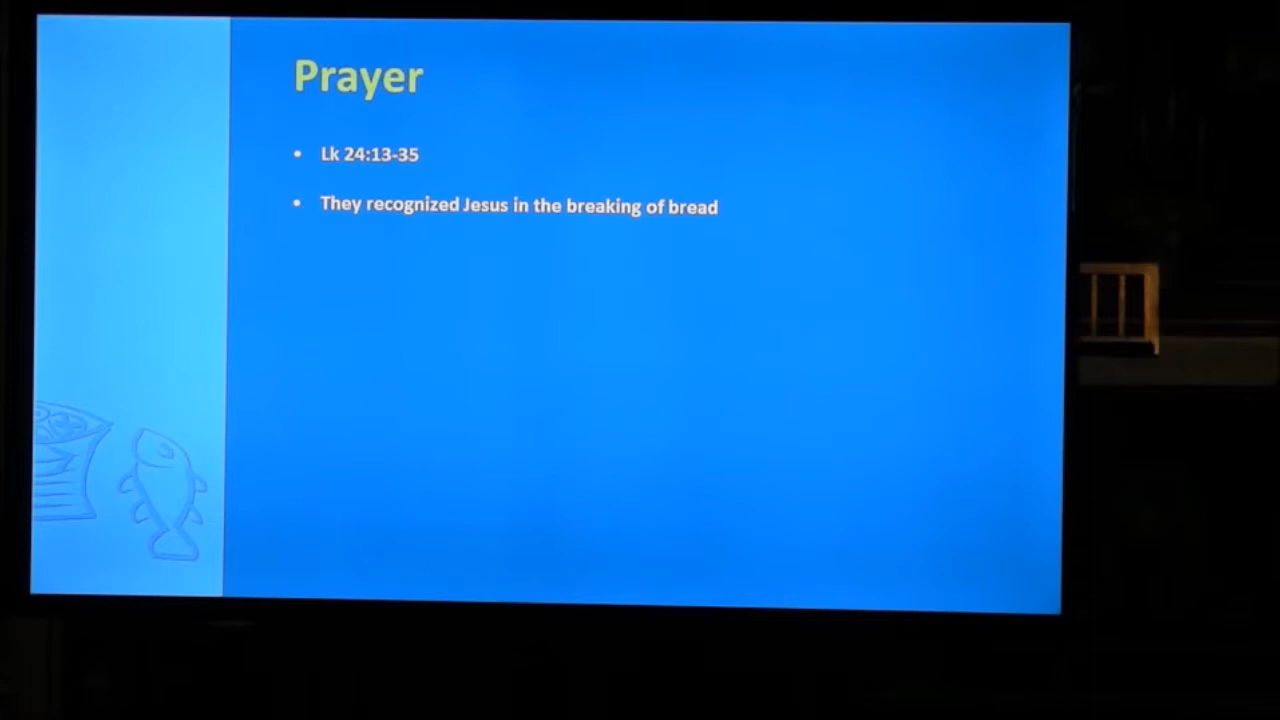 Prayer
• Lk 24:13-35
• They recognized Jesus in the breaking of bread